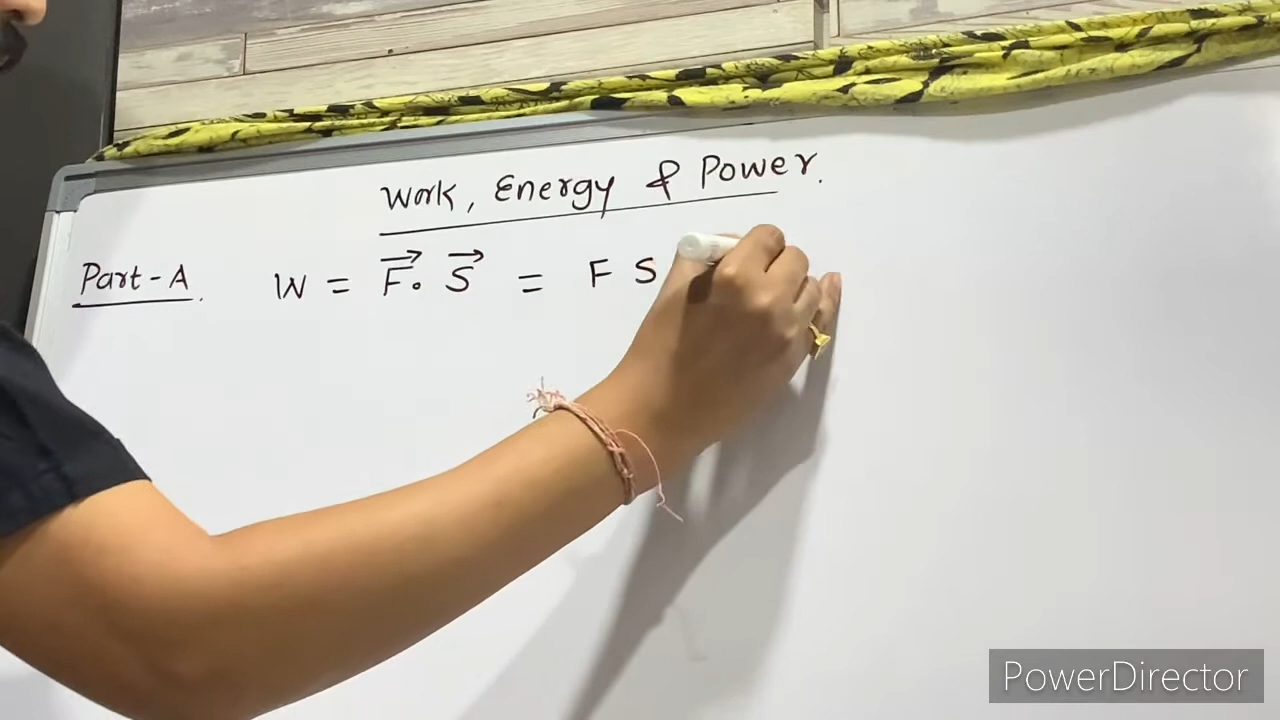 Work, Energy & Power.
Part-A. W = F⃗ . S⃗ = F S
PowerDirector